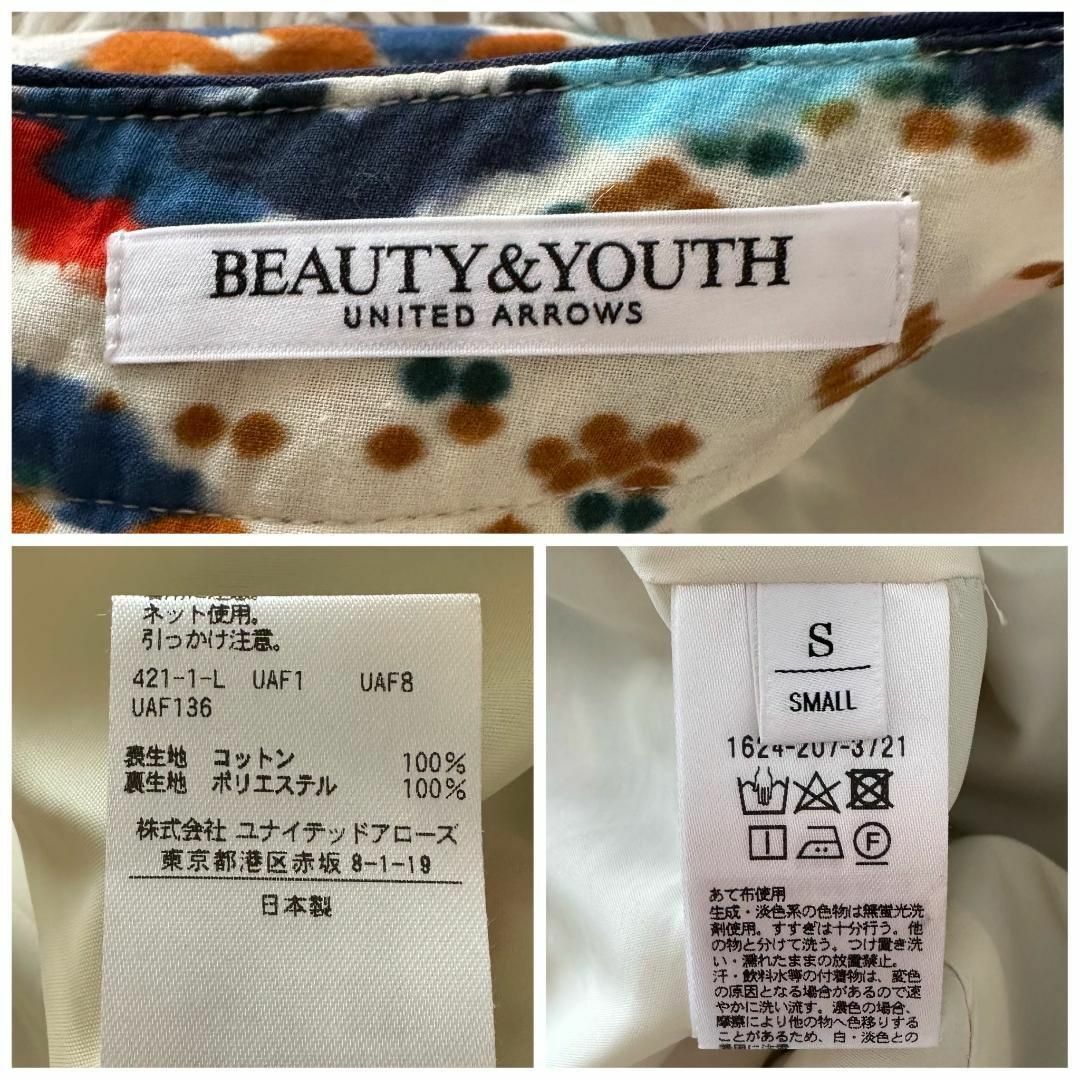 BEAUTY&YOUTH
UNITED ARROWS
ネット使用。
引っかけ注意。
421-1-L UAF1 UAF8
UAF136
表生地 コットン 100%
裏生地 ポリエステル 100%
株式会社 ユナイテッドアローズ
東京都港区赤坂 8-1-19
日本製
S
SMALL
1624-207-3721
F
あて布使用
生成・淡色系の色物は無蛍光洗
剤使用。すすぎは十分行う。他
の物と分けて洗う。つけ置き洗
い・濡れたままの放置禁止。
汗・飲料水等の付着物は、変色
の原因となる場合があるので速
やかに洗い流す。濃色の場合、
摩擦により他の物へ色移りする
ことがあるため、白・淡色との